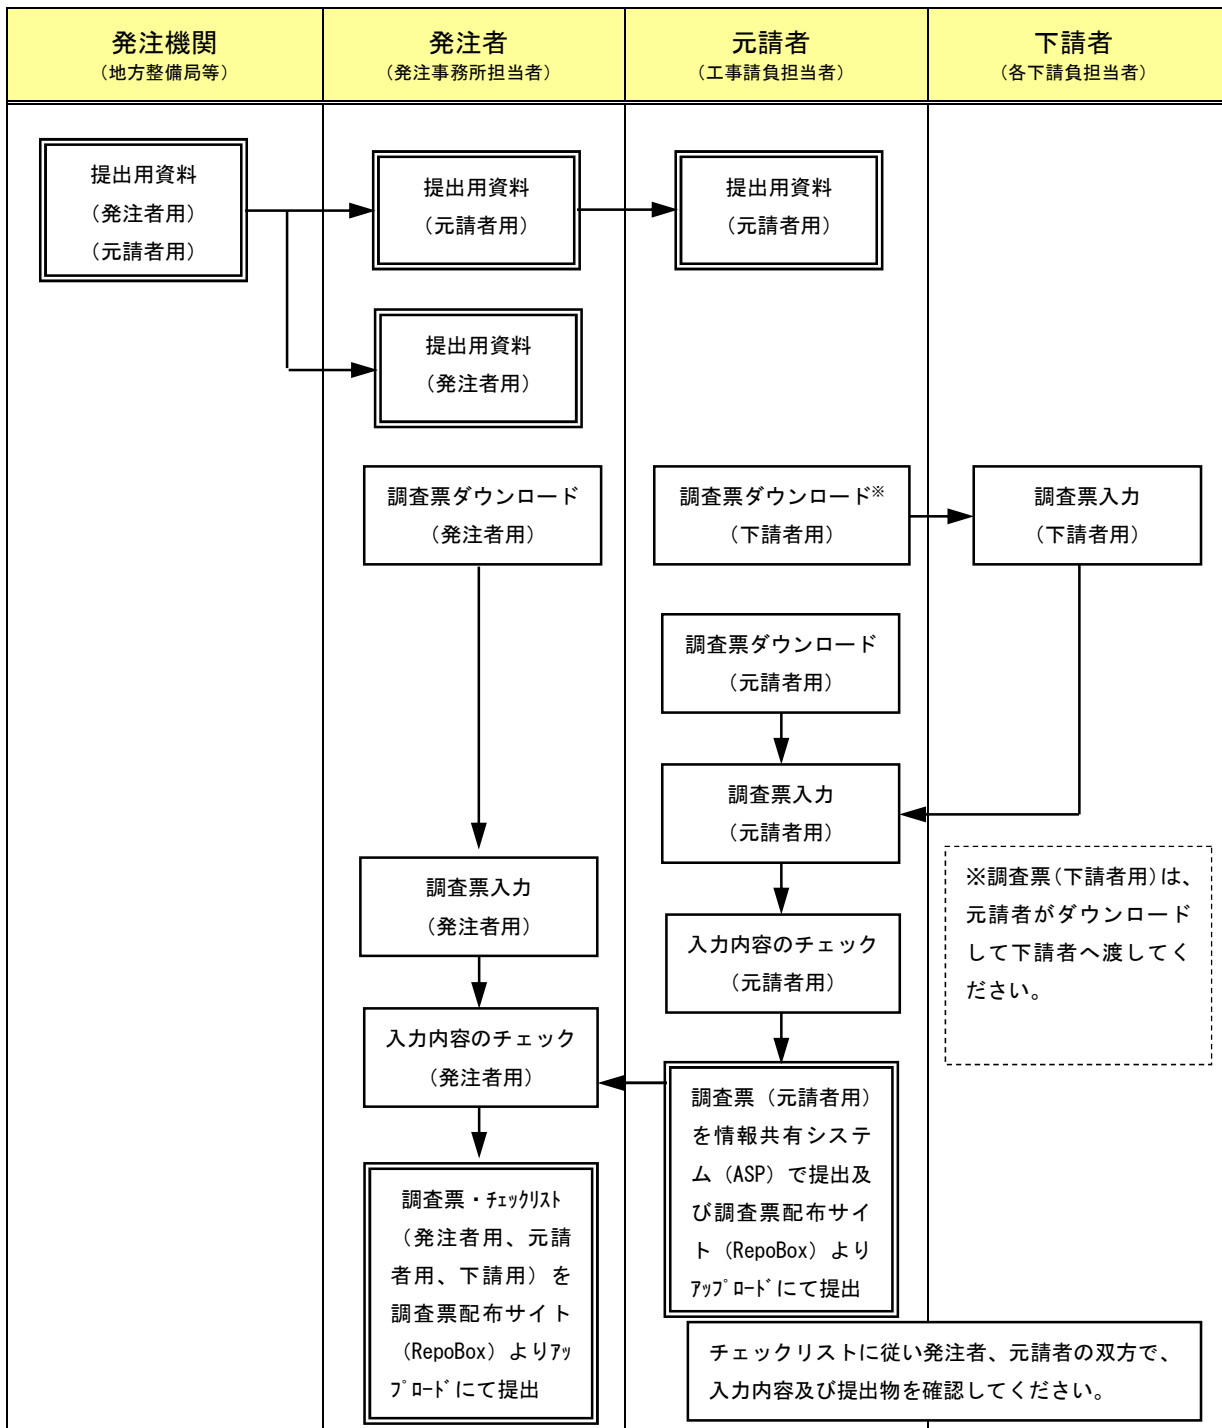 発注機関
（地方整備局等）
発注者
（発注事務所担当者）
元請者
（工事請負担当者）
下請者
（各下請負担当者）
提出用資料
（発注者用）
（元請者用）
提出用資料
（元請者用）
提出用資料
（元請者用）
提出用資料
（発注者用）
調査票ダウンロード
（発注者用）
調査票ダウンロード※
（下請者用）
調査票入力
（下請者用）
調査票ダウンロード
（元請者用）
調査票入力
（元請者用）
調査票入力
（発注者用）
※調査票（下請者用）は、
元請者がダウンロード
して下請者へ渡してく
ださい。
入力内容のチェック
（元請者用）
入力内容のチェック
（発注者用）
調査票（元請者用）
を情報共有システ
ム（ASP）で提出及
び調査票配布サイ
ト（RepoBox）より
ｱｯﾌﾟﾛｰﾄﾞにて提出
調査票・ﾁｪｯｸﾘｽﾄ
（発注者用、元請
者用、下請用）を
調査票配布サイト
（RepoBox）よりｱｯ
ﾌﾟﾛｰﾄﾞにて提出
チェックリストに従い発注者、元請者の双方で、
入力内容及び提出物を確認してください。